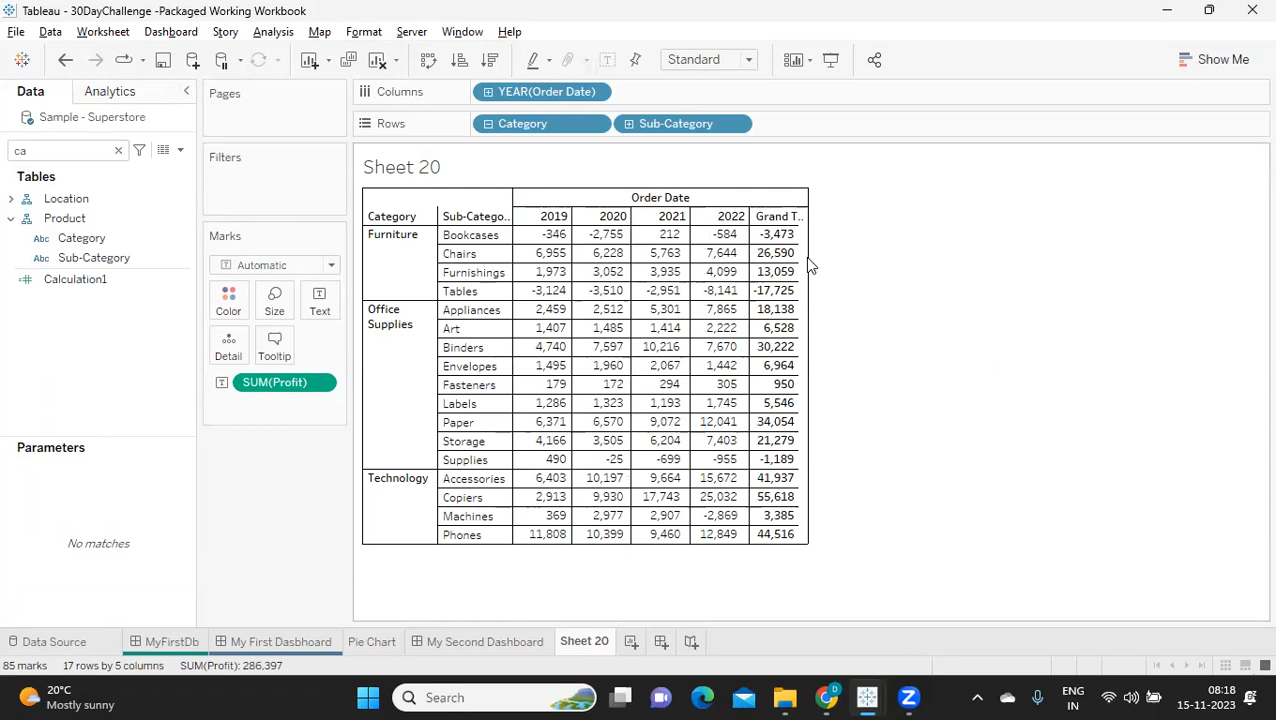 Tableau - 30DayChallenge -Packaged Working Workbook
File Data Worksheet Dashboard Story Analysis Map Format Server Window Help
Standard Show Me
Data Analytics
Sample - Superstore
ca
Tables
Location
Product
Abc Category
Abc Sub-Category
Calculation1
Parameters
No matches
Pages
Filters
Marks
Automatic
Color Size Text
Detail Tooltip
SUM(Profit)
Columns YEAR(Order Date)
Rows Category Sub-Category
Sheet 20
Order Date
Category Sub-Catego.. 2019 2020 2021 2022 Grand T..
Furniture Bookcases -346 -2,755 212 -584 -3,473
Chairs 6,955 6,228 5,763 7,644 26,590
Furnishings 1,973 3,052 3,935 4,099 13,059
Tables -3,124 -3,510 -2,951 -8,141 -17,725
Office Supplies Appliances 2,459 2,512 5,301 7,865 18,138
Art 1,407 1,485 1,414 2,222 6,528
Binders 4,740 7,597 10,216 7,670 30,222
Envelopes 1,495 1,960 2,067 1,442 6,964
Fasteners 179 172 294 305 950
Labels 1,286 1,323 1,193 1,745 5,546
Paper 6,371 6,570 9,072 12,041 34,054
Storage 4,166 3,505 6,204 7,403 21,279
Supplies 490 -25 -699 -955 -1,189
Technology Accessories 6,403 10,197 9,664 15,672 41,937
Copiers 2,913 9,930 17,743 25,032 55,618
Machines 369 2,977 2,907 -2,869 3,385
Phones 11,808 10,399 9,460 12,849 44,516
Data Source MyFirstDb My First Dasbhoard Pie Chart My Second Dashboard Sheet 20
85 marks 17 rows by 5 columns SUM(Profit): 286,397
20°C
Mostly sunny
Search
ENG
IN
08:18
15-11-2023